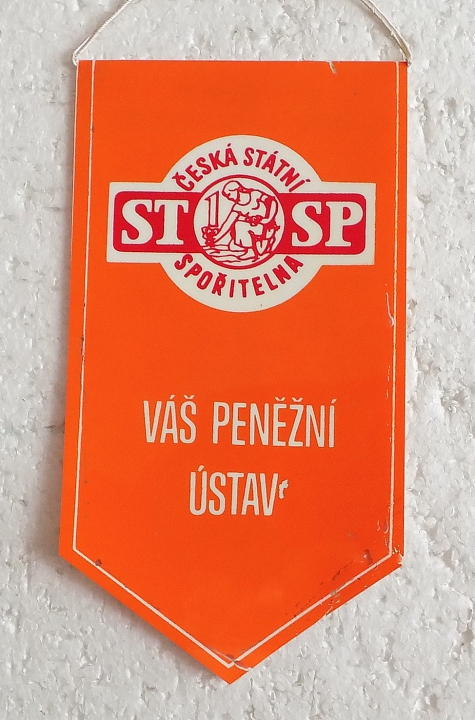 ČESKÁ STÁTNÍ
ST SP
SPOŘITELNA
VÁŠ PENĚŽNÍ
ÚSTAV